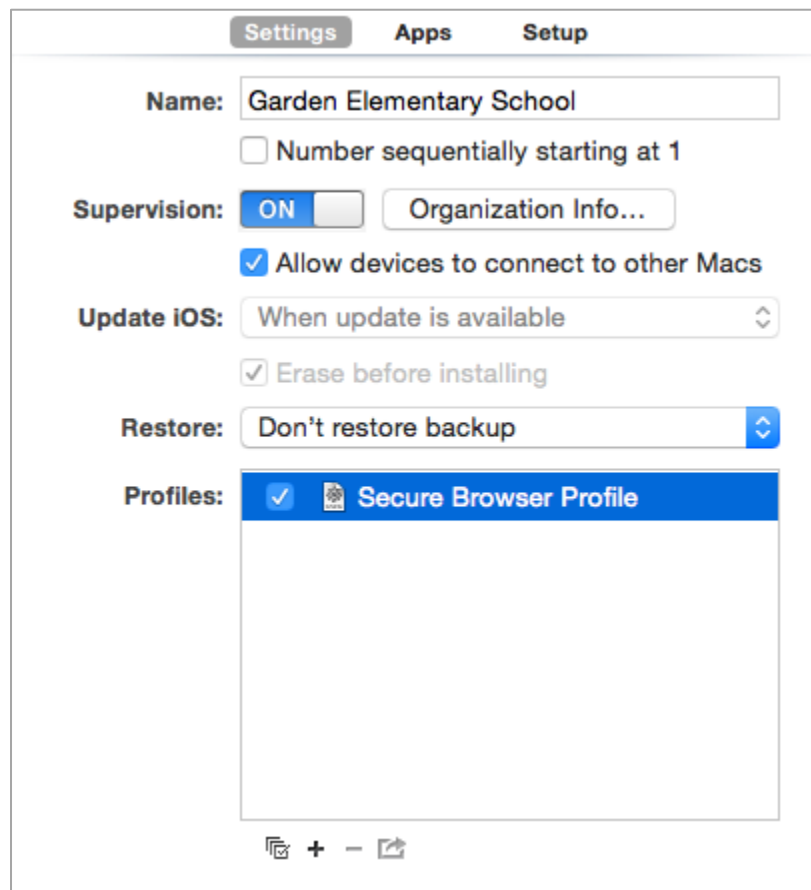 Settings Apps Setup
Name: Garden Elementary School
Number sequentially starting at 1
Supervision: ON Organization Info...
Allow devices to connect to other Macs
Update iOS: When update is available
Erase before installing
Restore: Don't restore backup
Profiles: Secure Browser Profile